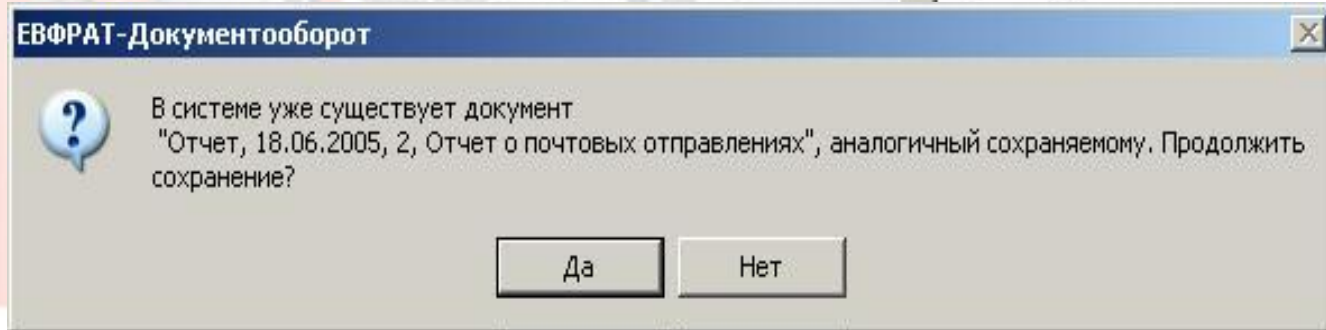 ЕВФРАТ-Документооборот
В системе уже существует документ
"Отчет, 18.06.2005, 2, Отчет о почтовых отправлениях", аналогичный сохраняемому. Продолжить
сохранение?
Да Нет